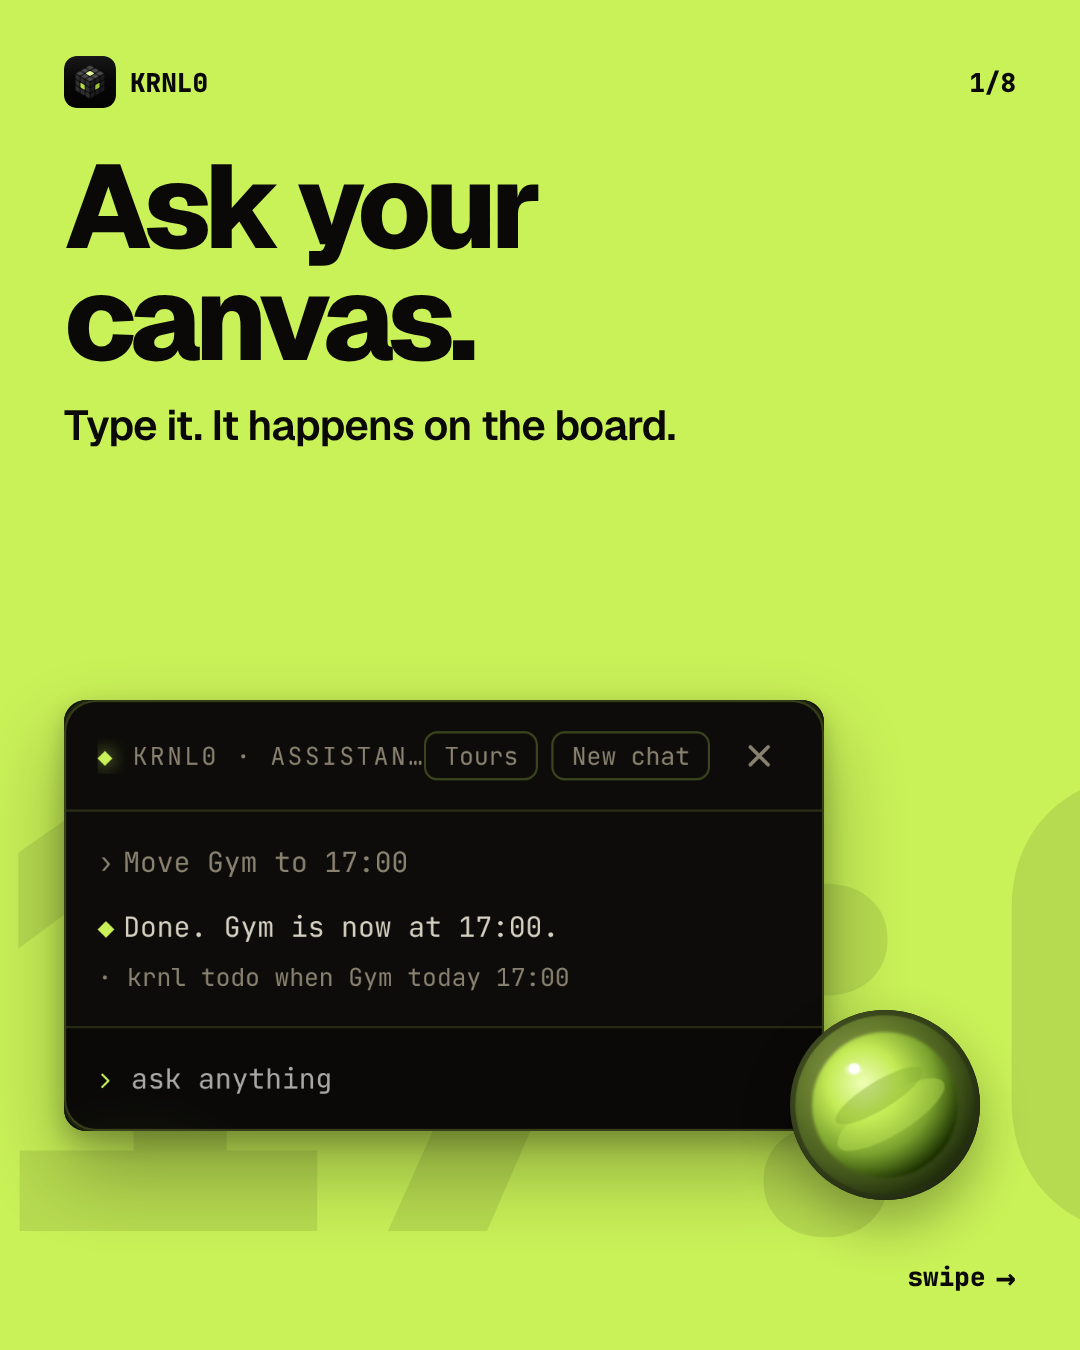 KRNL0
1/8
Ask your
canvas.
Type it. It happens on the board.
◆ KRNL0 · ASSISTAN… Tours New chat ✕
› Move Gym to 17:00
◆ Done. Gym is now at 17:00.
· krnl todo when Gym today 17:00
› ask anything
swipe →